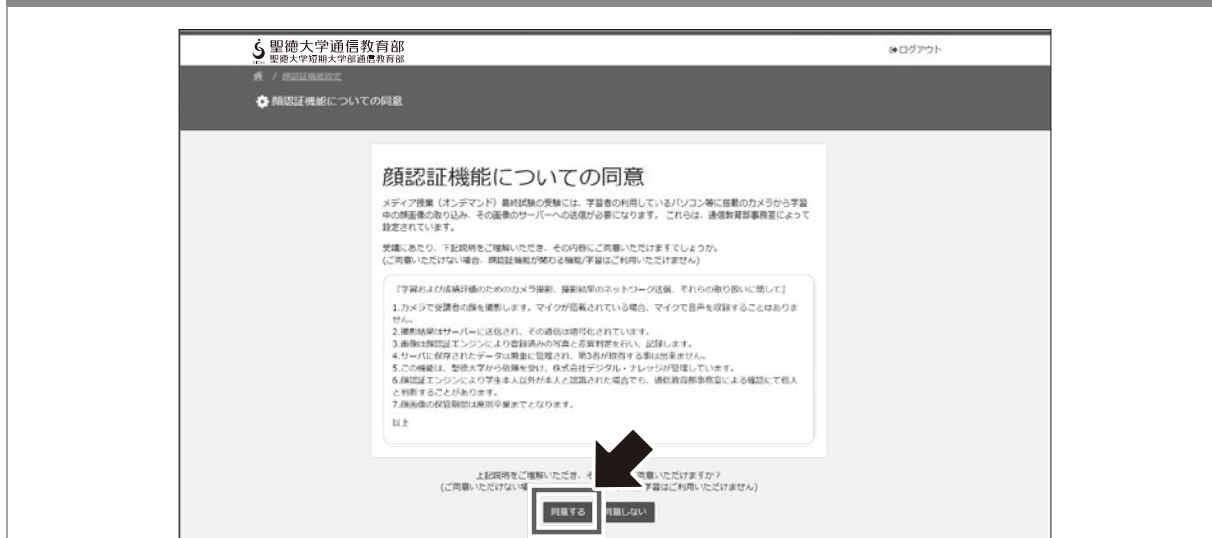 聖徳大学通信教育部
聖徳大学短期大学部通信教育部
ログアウト
/ 顔認証機能設定
顔認証機能についての同意
顔認証機能についての同意
メディア授業（オンデマンド）最終試験の受験には、学習者の利用しているパソコン等に搭載のカメラから学習
中の顔画像の取り込み、その画像のサーバーへの送信が必要になります。 これらは、通信教育部事務室によって
設定されています。
受講にあたり、下記説明をご理解いただき、その内容にご同意いただけますでしょうか。
(ご同意いただけない場合、顔認証機能が関わる機能/学習はご利用いただけません)
『学習および成績評価のためのカメラ撮影、撮影結果のネットワーク送信、それらの取り扱いに関して』
1.カメラで受講者の顔を撮影します。マイクが搭載されている場合、マイクで音声を収録することはありま
せん。
2.撮影結果はサーバーに送信され、その通信は暗号化されています。
3.画像は顔認証エンジンにより登録済みの写真と差異判定を行い、記録します。
4.サーバに保存されたデータは厳重に管理され、第3者が取得する事は出来ません。
5.この機能は、聖徳大学から依頼を受け、株式会社デジタル・ナレッジが管理しています。
6.顔認証エンジンにより学生本人以外が本人と認識された場合でも、通信教育部事務室による確認にて他人
と判断することがあります。
7.顔画像の保管期間は原則卒業までとなります。
以上
上記説明をご理解いただき、そ 同意いただけますか？
(ご同意いただけない場 学習はご利用いただけません)
同意する 同意しない